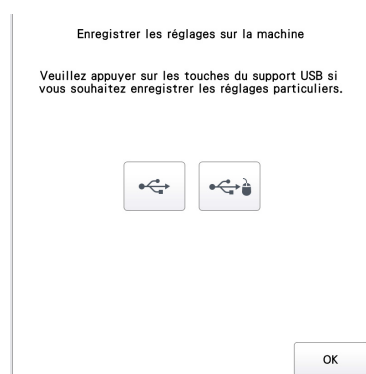 Enregistrer les réglages sur la machine
Veuillez appuyer sur les touches du support USB si
vous souhaitez enregistrer les réglages particuliers.
OK